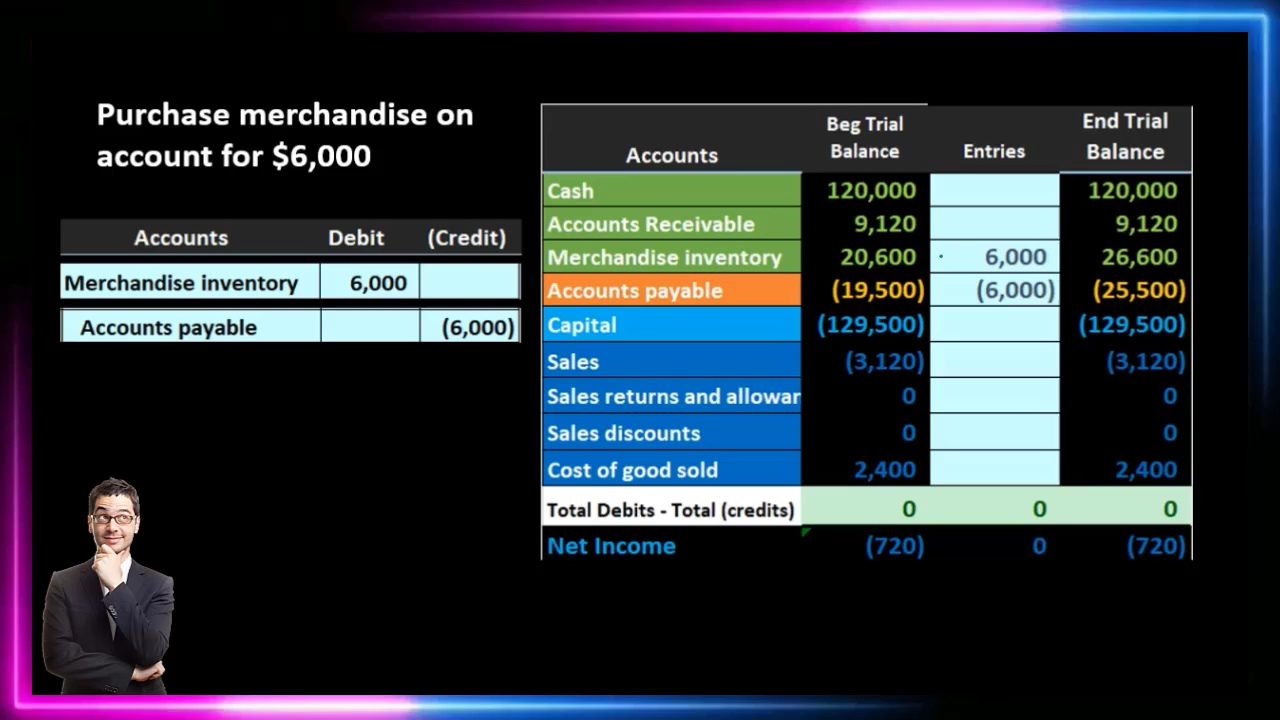 Purchase merchandise on
account for $6,000
Accounts Debit (Credit)
Merchandise inventory 6,000
Accounts payable (6,000)
Accounts Beg Trial Balance Entries End Trial Balance
Cash 120,000 120,000
Accounts Receivable 9,120 9,120
Merchandise inventory 20,600 6,000 26,600
Accounts payable (19,500) (6,000) (25,500)
Capital (129,500) (129,500)
Sales (3,120) (3,120)
Sales returns and allowar 0 0
Sales discounts 0 0
Cost of good sold 2,400 2,400
Total Debits - Total (credits) 0 0 0
Net Income (720) 0 (720)